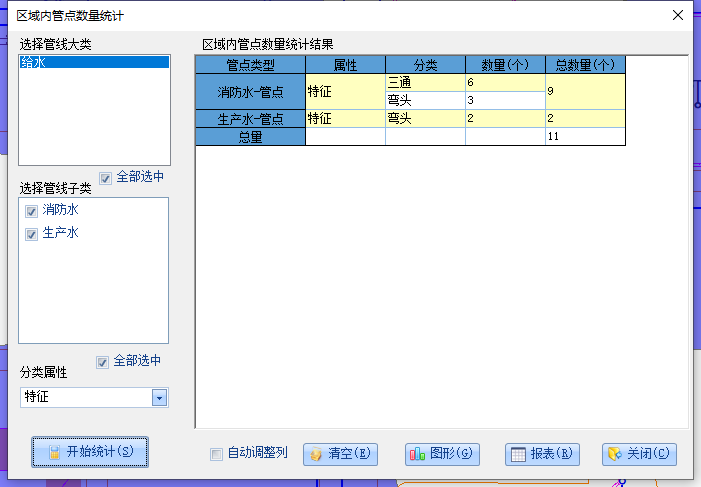 区域内管点数量统计
选择管线大类
给水
全部选中
选择管线子类
消防水
生产水
全部选中
分类属性
特征
开始统计(S)
区域内管点数量统计结果
管点类型 属性 分类 数量(个) 总数量(个)
消防水-管点 特征 三通 6 9
弯头 3
生产水-管点 特征 弯头 2 2
总量 11
自动调整列 清空(E) 图形(G) 报表(R) 关闭(C)